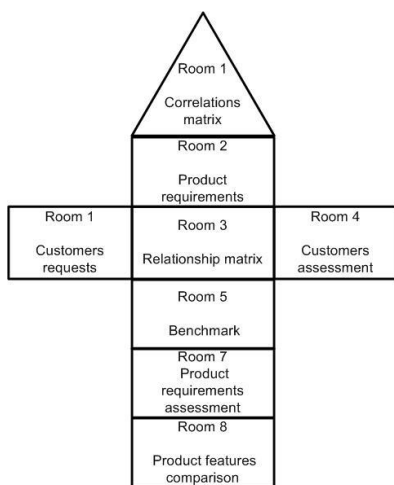 Room 1
Correlations
matrix
Room 2
Product
requirements
Room 1
Customers
requests
Room 3
Relationship matrix
Room 4
Customers
assessment
Room 5
Benchmark
Room 7
Product
requirements
assessment
Room 8
Product features
comparison